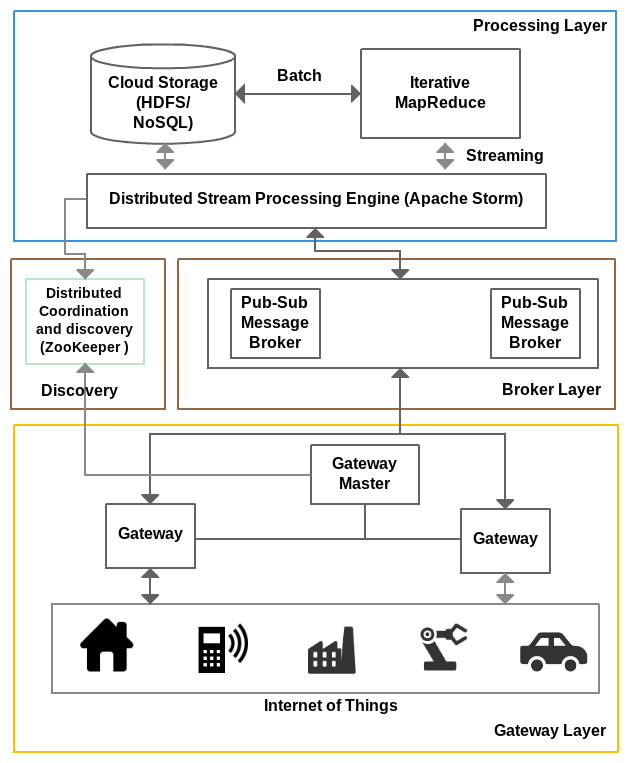 Processing Layer
Cloud Storage
(HDFS/
NoSQL)
Batch
Iterative
MapReduce
Streaming
Distributed Stream Processing Engine (Apache Storm)
Distributed
Coordination
and discovery
(ZooKeeper )
Discovery
Pub-Sub
Message
Broker
Pub-Sub
Message
Broker
Broker Layer
Gateway
Master
Gateway
Gateway
Internet of Things
Gateway Layer